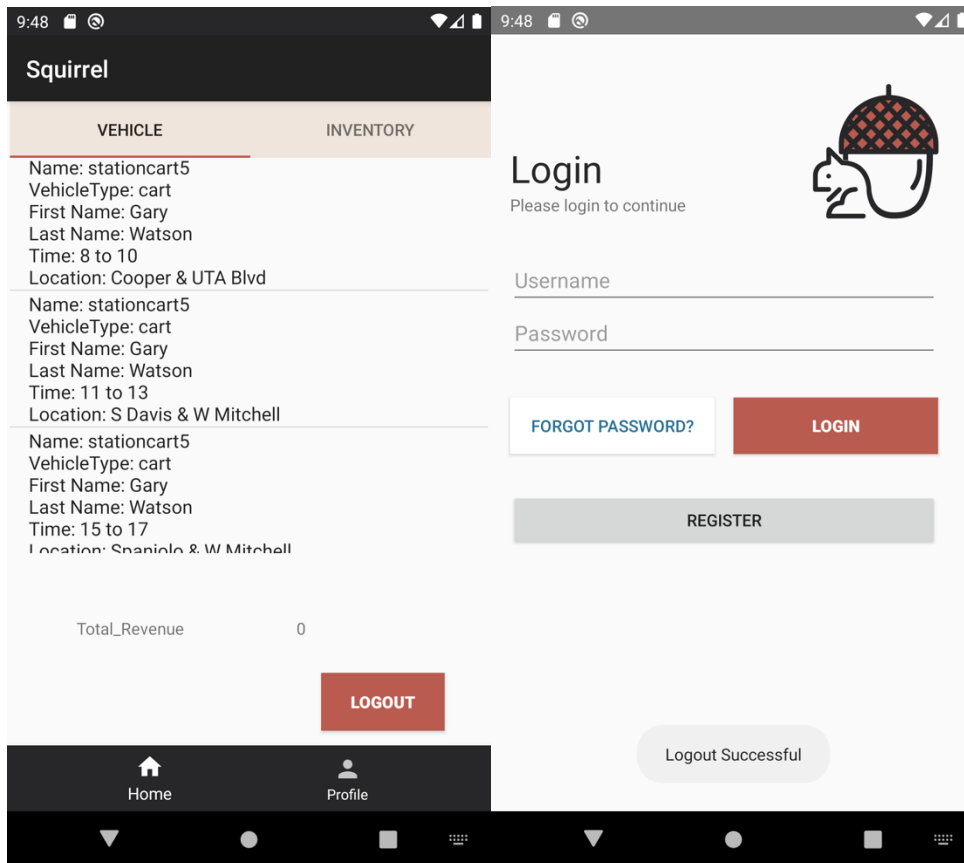 9:48
Squirrel
VEHICLE INVENTORY
Name: stationcart5
VehicleType: cart
First Name: Gary
Last Name: Watson
Time: 8 to 10
Location: Cooper & UTA Blvd
Name: stationcart5
VehicleType: cart
First Name: Gary
Last Name: Watson
Time: 11 to 13
Location: S Davis & W Mitchell
Name: stationcart5
VehicleType: cart
First Name: Gary
Last Name: Watson
Time: 15 to 17
Location: Spaniolo & W Mitchell
Total_Revenue 0
LOGOUT
Home Profile
9:48
Login
Please login to continue
Username
Password
FORGOT PASSWORD? LOGIN
REGISTER
Logout Successful